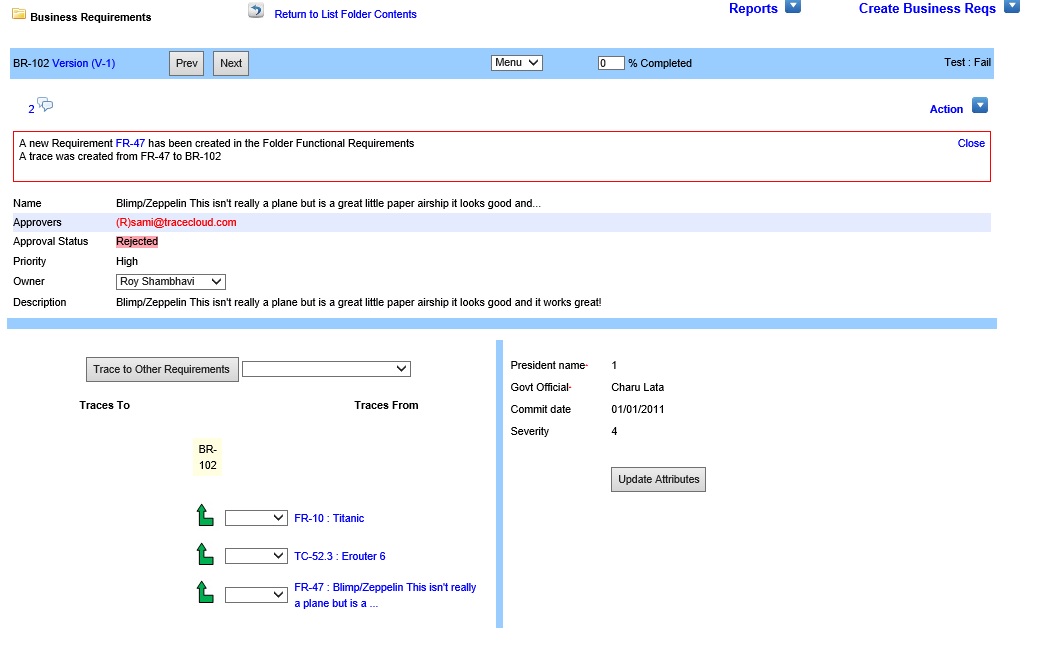 Business Requirements
Return to List Folder Contents
Reports
Create Business Reqs
BR-102 Version (V-1)
Prev
Next
Menu
0 % Completed
Test : Fail
2
Action
A new Requirement FR-47 has been created in the Folder Functional Requirements
Close
A trace was created from FR-47 to BR-102
Name Blimp/Zeppelin This isn't really a plane but is a great little paper airship it looks good and...
Approvers (R)sami@tracecloud.com
Approval Status Rejected
Priority High
Owner Roy Shambhavi
Description Blimp/Zeppelin This isn't really a plane but is a great little paper airship it looks good and it works great!
Trace to Other Requirements
Traces To Traces From
BR-
102
FR-10 : Titanic
TC-52.3 : Erouter 6
FR-47 : Blimp/Zeppelin This isn't really
a plane but is a ...
President name* 1
Govt Official* Charu Lata
Commit date 01/01/2011
Severity 4
Update Attributes